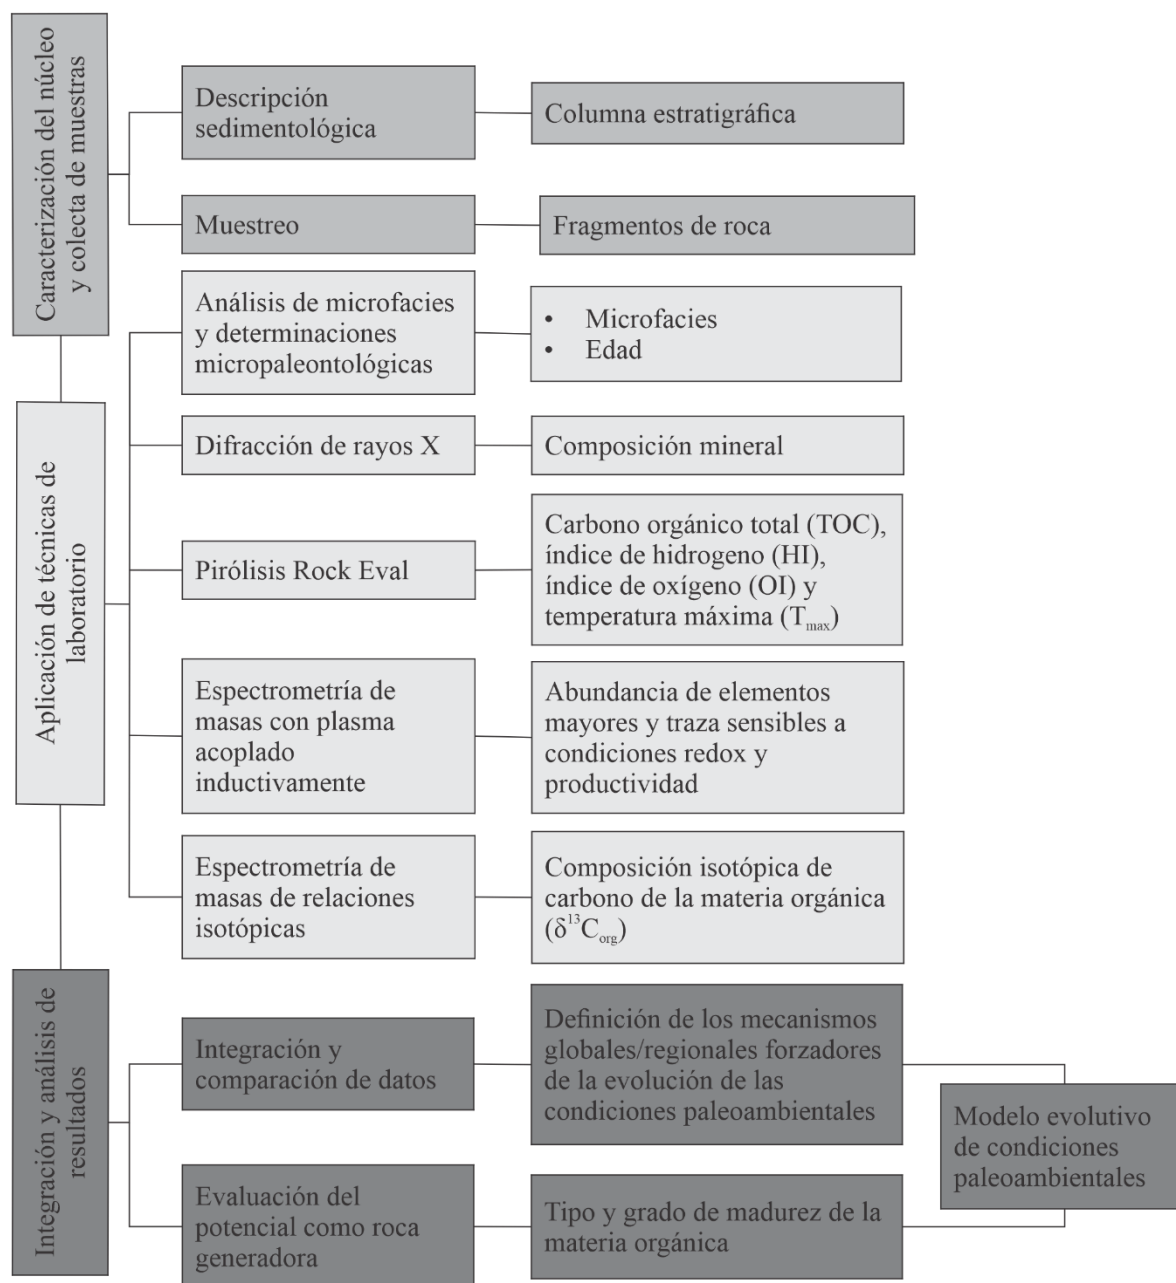 Caracterización del núcleo
y colecta de muestras
Descripción
sedimentológica
Columna estratigráfica
Muestreo
Fragmentos de roca
Aplicación de técnicas de
laboratorio
Análisis de microfacies
y determinaciones
micropaleontológicas
• Microfacies
• Edad
Difracción de rayos X
Composición mineral
Pirólisis Rock Eval
Carbono orgánico total (TOC),
índice de hidrogeno (HI),
índice de oxígeno (OI) y
temperatura máxima (Tmax)
Espectrometría de
masas con plasma
acoplado
inductivamente
Abundancia de elementos
mayores y traza sensibles a
condiciones redox y
productividad
Espectrometría de
masas de relaciones
isotópicas
Composición isotópica de
carbono de la materia orgánica
(δ¹³Corg)
Integración y análisis de
resultados
Integración y
comparación de datos
Definición de los mecanismos
globales/regionales forzadores
de la evolución de las
condiciones paleoambientales
Evaluación del
potencial como roca
generadora
Tipo y grado de madurez de la
materia orgánica
Modelo evolutivo
de condiciones
paleoambientales